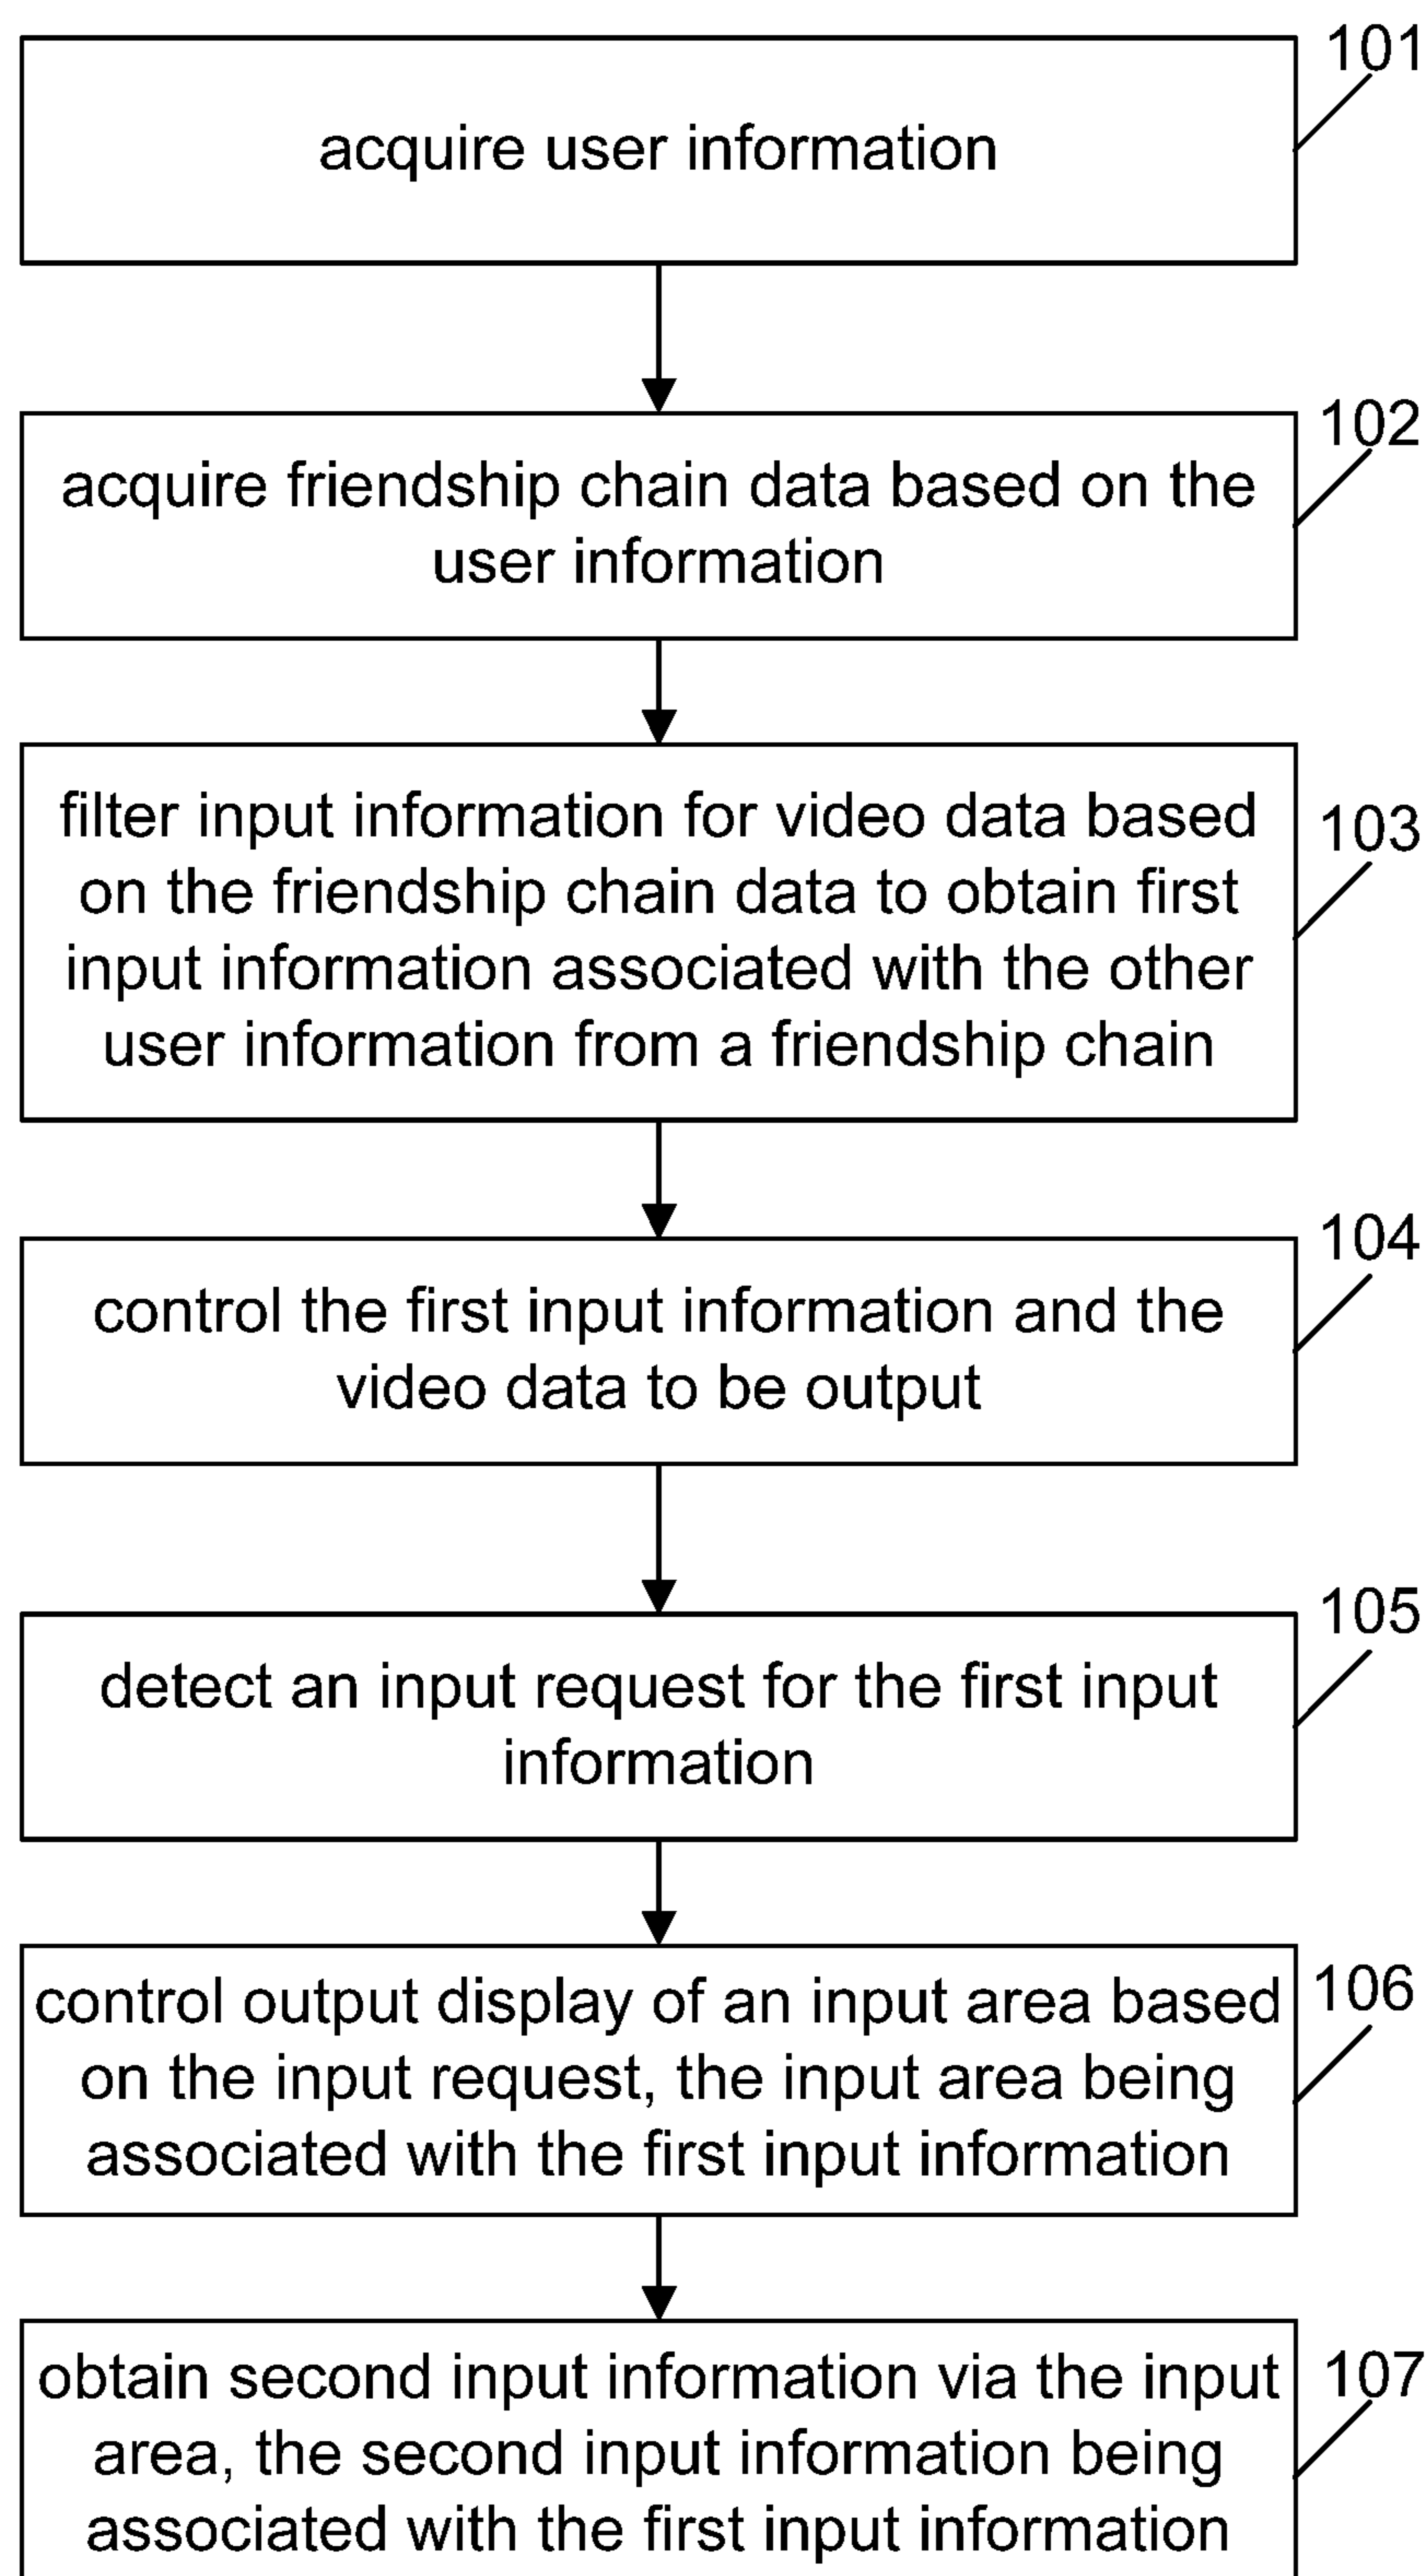 101
acquire user information
102
acquire friendship chain data based on the
user information
103
filter input information for video data based
on the friendship chain data to obtain first
input information associated with the other
user information from a friendship chain
104
control the first input information and the
video data to be output
105
detect an input request for the first input
information
106
control output display of an input area based
on the input request, the input area being
associated with the first input information
107
obtain second input information via the input
area, the second input information being
associated with the first input information